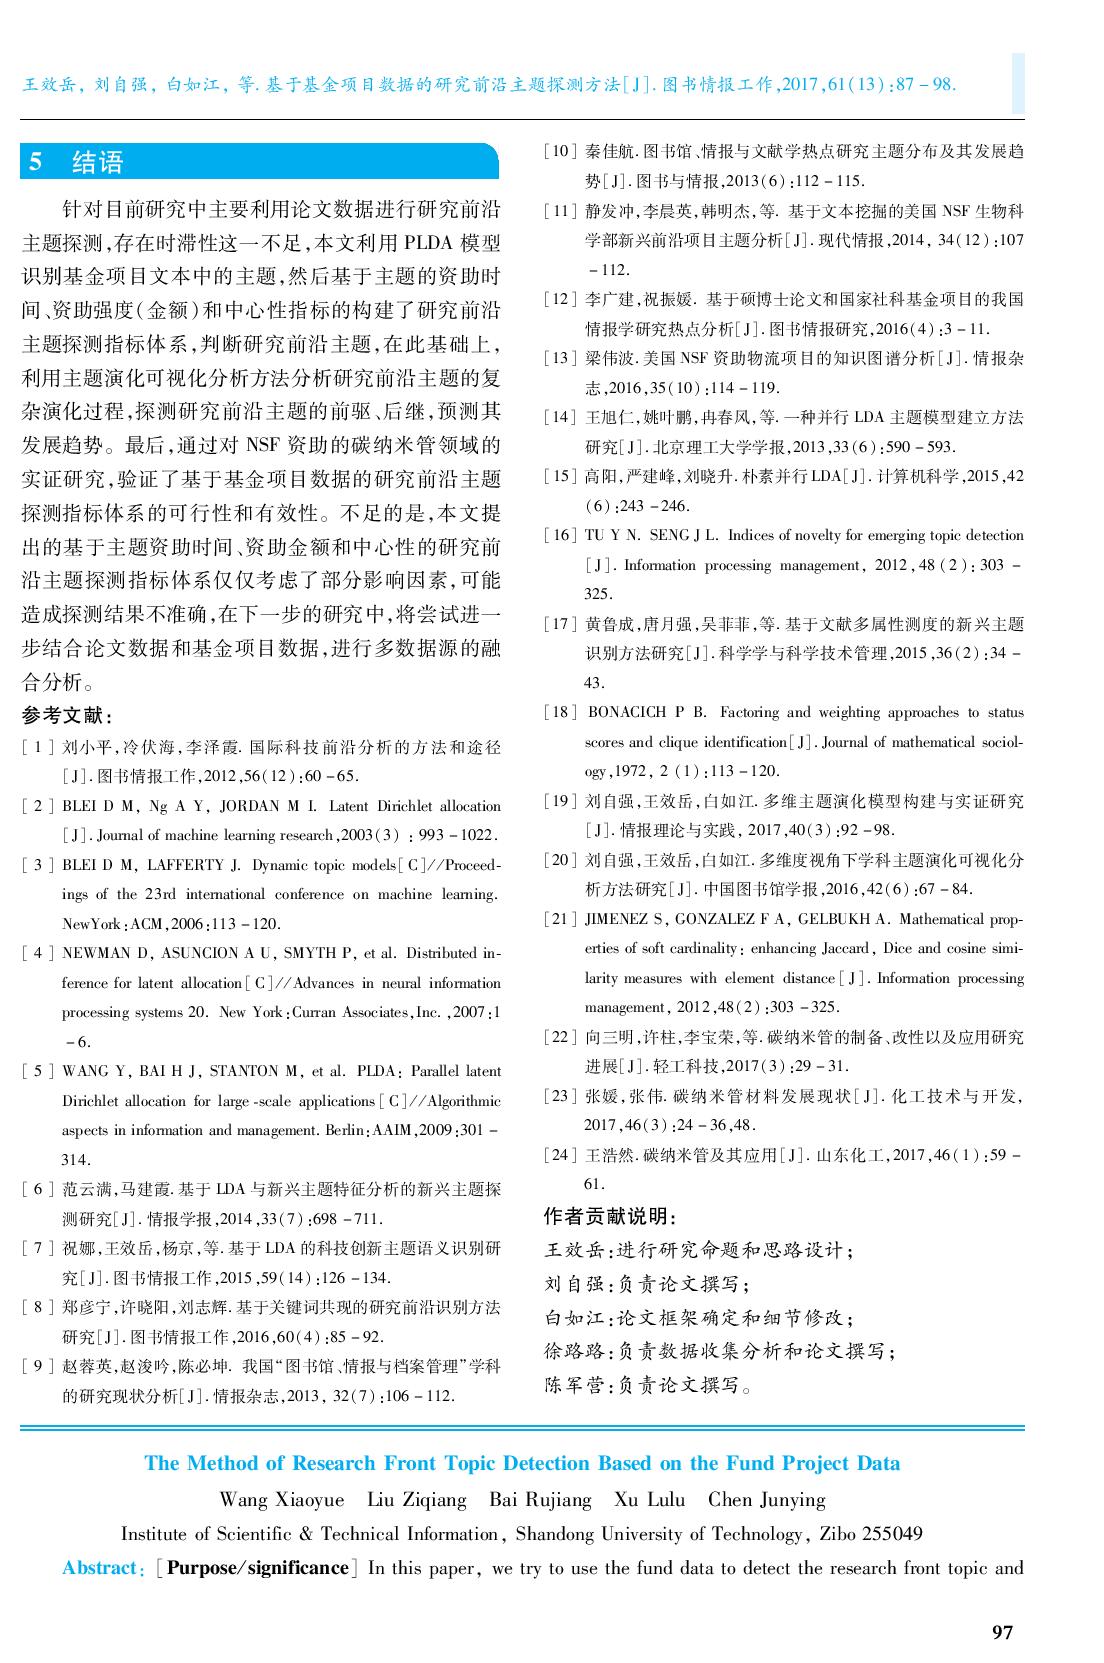 王效岳, 刘自强, 白如江, 等. 基于基金项目数据的研究前沿主题探测方法[J]. 图书情报工作,2017,61(13):87-98.
5 结语
针对目前研究中主要利用论文数据进行研究前沿
主题探测,存在时滞性这一不足,本文利用 PLDA 模型
识别基金项目文本中的主题,然后基于主题的资助时
间、资助强度(金额)和中心性指标的构建了研究前沿
主题探测指标体系,判断研究前沿主题,在此基础上,
利用主题演化可视化分析方法分析研究前沿主题的复
杂演化过程,探测研究前沿主题的前驱、后继,预测其
发展趋势。最后,通过对 NSF 资助的碳纳米管领域的
实证研究,验证了基于基金项目数据的研究前沿主题
探测指标体系的可行性和有效性。不足的是,本文提
出的基于主题资助时间、资助金额和中心性的研究前
沿主题探测指标体系仅仅考虑了部分影响因素,可能
造成探测结果不准确,在下一步的研究中,将尝试进一
步结合论文数据和基金项目数据,进行多数据源的融
合分析。
参考文献:
[1] 刘小平,冷伏海,李泽霞. 国际科技前沿分析的方法和途径
[J]. 图书情报工作,2012,56(12):60-65.
[2] BLEI D M, Ng A Y, JORDAN M I. Latent Dirichlet allocation
[J]. Journal of machine learning research,2003(3) : 993-1022.
[3] BLEI D M, LAFFERTY J. Dynamic topic models[C]//Proceed-
ings of the 23rd international conference on machine learning.
NewYork:ACM,2006:113-120.
[4] NEWMAN D, ASUNCION A U, SMYTH P, et al. Distributed in-
ference for latent allocation[C]//Advances in neural information
processing systems 20. New York:Curran Associates,Inc. ,2007:1
-6.
[5] WANG Y, BAI H J, STANTON M, et al. PLDA: Parallel latent
Dirichlet allocation for large-scale applications[C]//Algorithmic
aspects in information and management. Berlin:AAIM,2009:301-
314.
[6] 范云满,马建霞. 基于 LDA 与新兴主题特征分析的新兴主题探
测研究[J]. 情报学报,2014,33(7):698-711.
[7] 祝娜,王效岳,杨京,等. 基于 LDA 的科技创新主题语义识别研
究[J]. 图书情报工作,2015,59(14):126-134.
[8] 郑彦宁,许晓阳,刘志辉. 基于关键词共现的研究前沿识别方法
研究[J]. 图书情报工作,2016,60(4):85-92.
[9] 赵蓉英,赵浚吟,陈必坤. 我国“图书馆、情报与档案管理”学科
的研究现状分析[J]. 情报杂志,2013, 32(7):106-112.
[10] 秦佳航. 图书馆、情报与文献学热点研究主题分布及其发展趋
势[J]. 图书与情报,2013(6):112-115.
[11] 静发冲,李晨英,韩明杰,等. 基于文本挖掘的美国 NSF 生物科
学部新兴前沿项目主题分析[J]. 现代情报,2014, 34(12):107
-112.
[12] 李广建,祝振媛. 基于硕博士论文和国家社科基金项目的我国
情报学研究热点分析[J]. 图书情报研究,2016(4):3-11.
[13] 梁伟波. 美国 NSF 资助物流项目的知识图谱分析[J]. 情报杂
志,2016,35(10):114-119.
[14] 王旭仁,姚叶鹏,冉春风,等. 一种并行 LDA 主题模型建立方法
研究[J]. 北京理工大学学报,2013,33(6):590-593.
[15] 高阳,严建峰,刘晓升. 朴素并行LDA[J]. 计算机科学,2015,42
(6):243-246.
[16] TU Y N. SENG J L. Indices of novelty for emerging topic detection
[J]. Information processing management, 2012,48(2): 303-
325.
[17] 黄鲁成,唐月强,吴菲菲,等. 基于文献多属性测度的新兴主题
识别方法研究[J]. 科学学与科学技术管理,2015,36(2):34-
43.
[18] BONACICH P B. Factoring and weighting approaches to status
scores and clique identification[J]. Journal of mathematical sociol-
ogy,1972, 2 (1):113-120.
[19] 刘自强,王效岳,白如江. 多维主题演化模型构建与实证研究
[J]. 情报理论与实践, 2017,40(3):92-98.
[20] 刘自强,王效岳,白如江. 多维度视角下学科主题演化可视化分
析方法研究[J]. 中国图书馆学报,2016,42(6):67-84.
[21] JIMENEZ S, GONZALEZ F A, GELBUKH A. Mathematical prop-
erties of soft cardinality: enhancing Jaccard, Dice and cosine simi-
larity measures with element distance[J]. Information processing
management, 2012,48(2):303-325.
[22] 向三明,许柱,李宝荣,等. 碳纳米管的制备、改性以及应用研究
进展[J]. 轻工科技,2017(3):29-31.
[23] 张媛,张伟. 碳纳米管材料发展现状[J]. 化工技术与开发,
2017,46(3):24-36,48.
[24] 王浩然. 碳纳米管及其应用[J]. 山东化工,2017,46(1):59-
61.
作者贡献说明:
王效岳:进行研究命题和思路设计;
刘自强:负责论文撰写;
白如江:论文框架确定和细节修改;
徐路路:负责数据收集分析和论文撰写;
陈军营:负责论文撰写。
The Method of Research Front Topic Detection Based on the Fund Project Data
Wang Xiaoyue Liu Ziqiang Bai Rujiang Xu Lulu Chen Junying
Institute of Scientific & Technical Information, Shandong University of Technology, Zibo 255049
Abstract: [Purpose/significance] In this paper, we try to use the fund data to detect the research front topic and
97